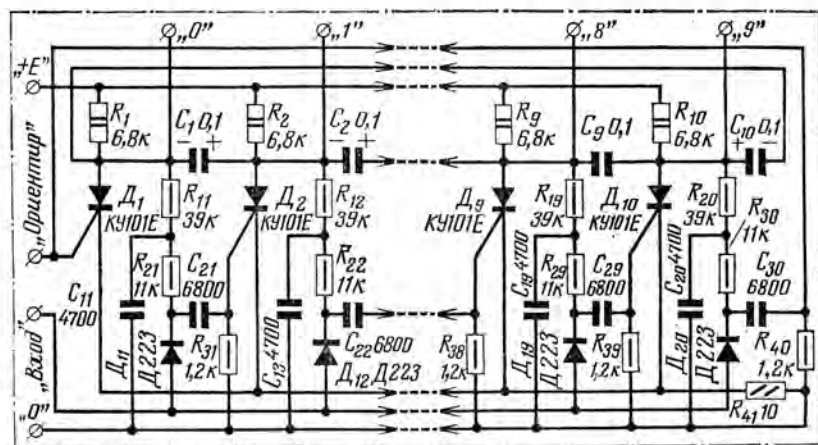 „0"
„1"
„8"
„9"
„+E"
R1
6,8к
C1 0,1
− +
R2
6,8к
C2 0,1
− +
R9
6,8к
C9 0,1
R10
6,8к
C10 0,1
+ −
„Ориентир"
Д1
КУ101Е
R11
39к
Д2
КУ101Е
R12
39к
Д9
КУ101Е
R19
39к
Д10
КУ101Е
R20
39к
R30
11к
C11
4700
R21
11к
C21
6800
R22
11к
C19 4700
R29
11к
C29
6800
C20 4700
C30
6800
„Вход"
Д11
Д223
R31
1,2к
C13 4700
C22 6800
Д12 Д223
R38
1,2к
Д19
Д223
R39
1,2к
Д20
Д223
R40
1,2к
R41 10
„0"